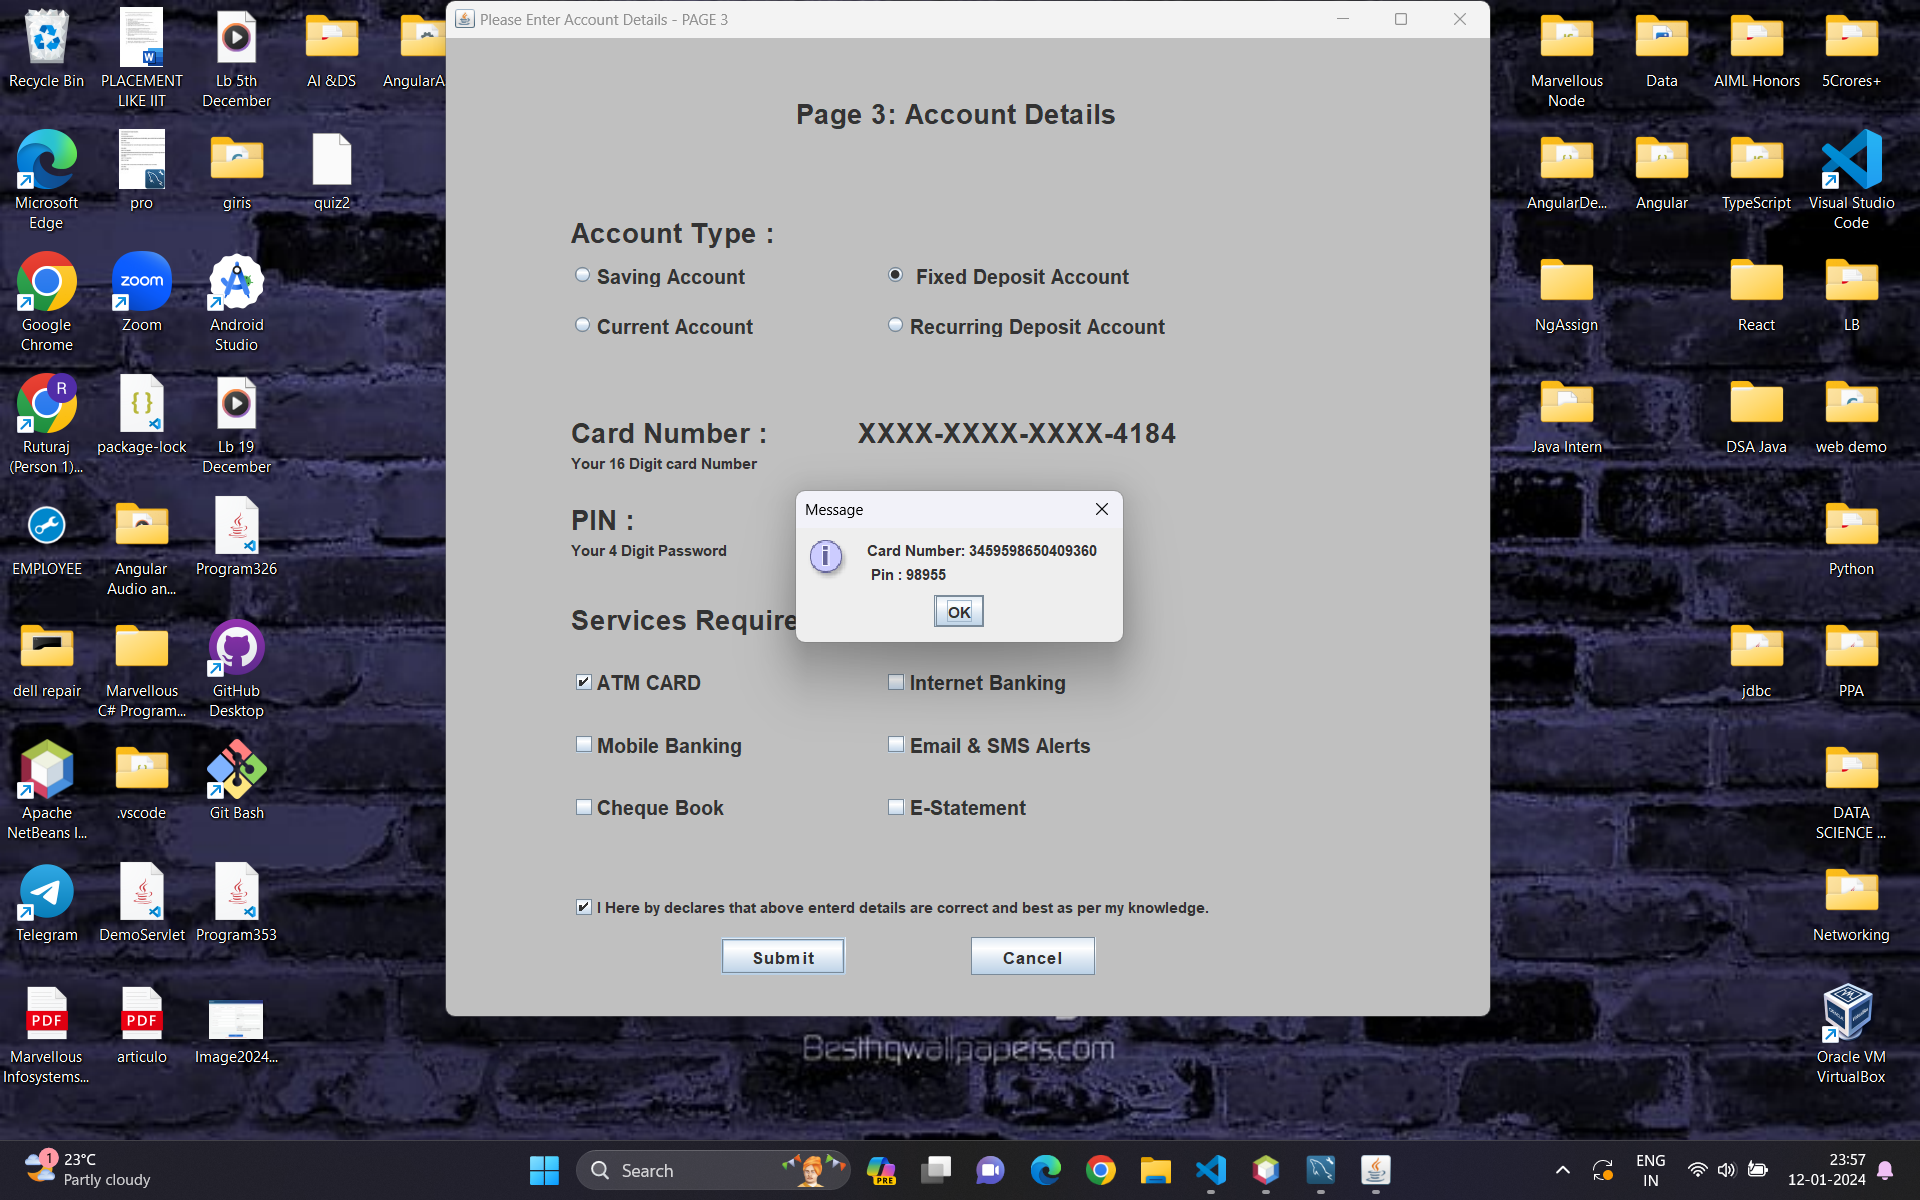 Please Enter Account Details - PAGE 3
Page 3: Account Details
Account Type :
Saving Account
Fixed Deposit Account
Current Account
Recurring Deposit Account
Card Number :
XXXX-XXXX-XXXX-4184
Your 16 Digit card Number
PIN :
Your 4 Digit Password
Message
Card Number: 3459598650409360
Pin : 98955
OK
Services Require
ATM CARD
Internet Banking
Mobile Banking
Email & SMS Alerts
Cheque Book
E-Statement
I Here by declares that above enterd details are correct and best as per my knowledge.
Submit
Cancel
Recycle Bin
PLACEMENT
LIKE IIT
Lb 5th
December
AI &DS
AngularA
Microsoft
Edge
pro
giris
quiz2
Google
Chrome
zoom
Zoom
Android
Studio
R
Ruturaj
(Person 1)...
package-lock
Lb 19
December
EMPLOYEE
Angular
Audio an...
Program326
dell repair
Marvellous
C# Program...
GitHub
Desktop
Apache
NetBeans I...
.vscode
Git Bash
Telegram
DemoServlet
Program353
PDF
Marvellous
Infosystems...
PDF
articulo
Image2024...
Marvellous
Node
Data
AIML Honors
5Crores+
AngularDe...
Angular
TypeScript
Visual Studio
Code
NgAssign
React
LB
Java Intern
DSA Java
web demo
Python
jdbc
PPA
DATA
SCIENCE ...
Networking
Oracle VM
VirtualBox
Besthqwallpapers.com
1
23°C
Partly cloudy
Search
PRE
ENG
IN
23:57
12-01-2024